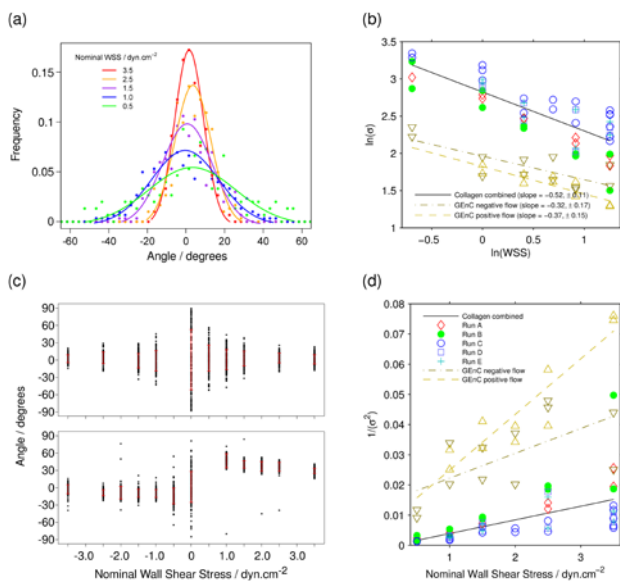 (a)
Nominal WSS / dyn.cm⁻²
3.5
2.5
1.5
1.0
0.5
0.15
0.1
0.05
0
Frequency
-60 -40 -20 0 20 40 60
Angle / degrees
(b)
3.5
3
2.5
2
1.5
1
ln(σ)
Collagen combined (slope = -0.52, ± 0.11)
GEnC negative flow (slope = -0.32, ± 0.17)
GEnC positive flow (slope = -0.37, ± 0.15)
-0.5 0 0.5 1
ln(WSS)
(c)
90
60
30
0
-30
-60
-90
90
60
30
0
-30
-60
-90
Angle / degrees
-3.0 -2.0 -1.0 0 1.0 2.0 3.0
Nominal Wall Shear Stress / dyn.cm⁻²
(d)
0.08
0.07
0.06
0.05
0.04
0.03
0.02
0.01
0
1/(σ²)
Collagen combined
Run A
Run B
Run C
Run D
Run E
GEnC negative flow
GEnC positive flow
1 2 3
Nominal Wall Shear Stress / dyn.cm⁻²